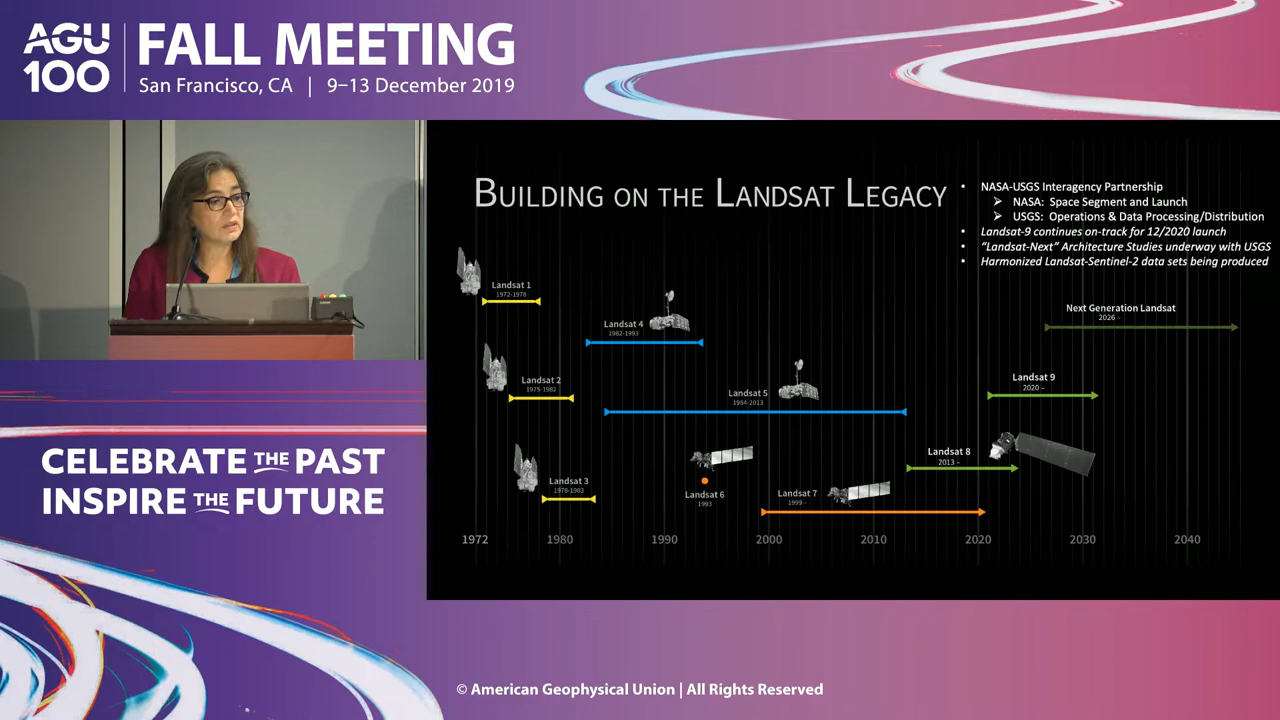 AGU
100
FALL MEETING
San Francisco, CA | 9–13 December 2019
BUILDING ON THE LANDSAT LEGACY
• NASA-USGS Interagency Partnership
➢ NASA: Space Segment and Launch
➢ USGS: Operations & Data Processing/Distribution
• Landsat-9 continues on-track for 12/2020 launch
• “Landsat-Next” Architecture Studies underway with USGS
• Harmonized Landsat-Sentinel-2 data sets being produced
Landsat 1
1972-1978
Landsat 4
1982-1993
Next Generation Landsat
2026 –
Landsat 2
1975-1982
Landsat 5
1984-2013
Landsat 9
2020 –
Landsat 3
1978-1983
Landsat 6
1993
Landsat 7
1999 –
Landsat 8
2013 –
1972 1980 1990 2000 2010 2020 2030 2040
CELEBRATE THE PAST
INSPIRE THE FUTURE
© American Geophysical Union | All Rights Reserved